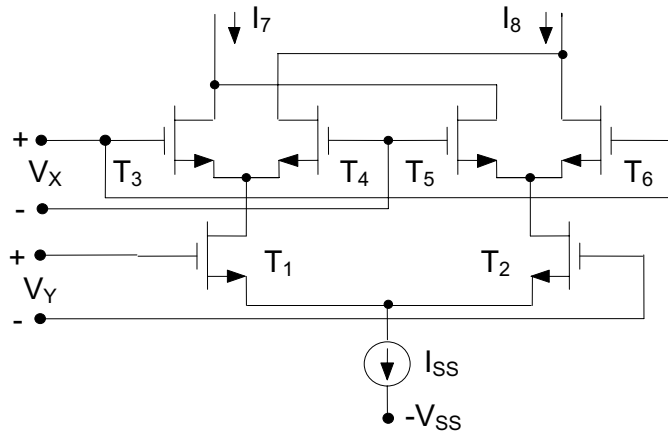 I7 I8
+
VX T3 T4 T5 T6
-
+
T1 T2
VY
-
ISS
-VSS